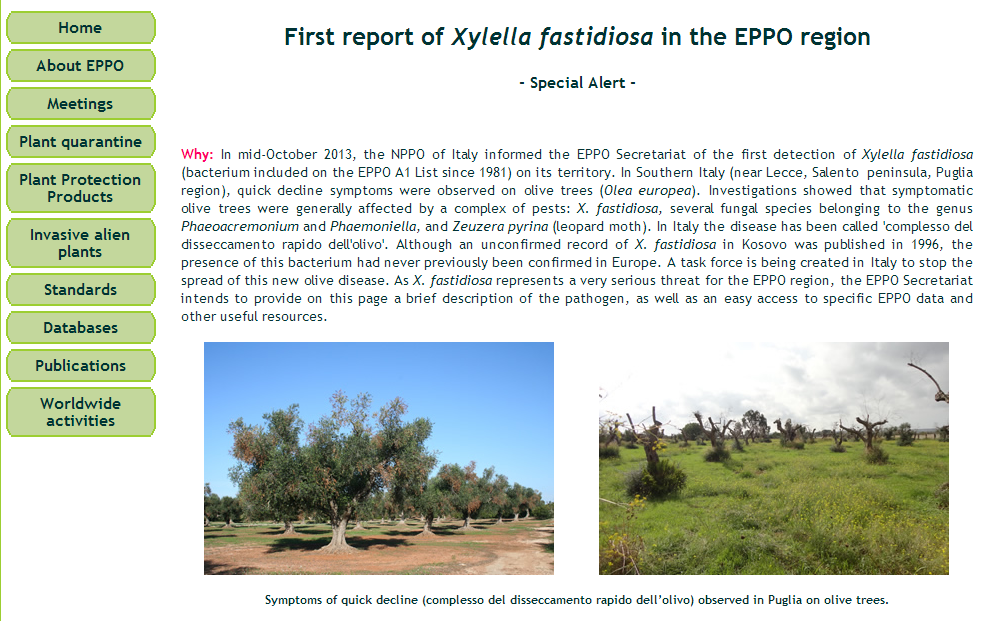 Home
About EPPO
Meetings
Plant quarantine
Plant Protection
Products
Invasive alien
plants
Standards
Databases
Publications
Worldwide
activities
First report of Xylella fastidiosa in the EPPO region
- Special Alert -
Why: In mid-October 2013, the NPPO of Italy informed the EPPO Secretariat of the first detection of Xylella fastidiosa
(bacterium included on the EPPO A1 List since 1981) on its territory. In Southern Italy (near Lecce, Salento peninsula, Puglia
region), quick decline symptoms were observed on olive trees (Olea europea). Investigations showed that symptomatic
olive trees were generally affected by a complex of pests: X. fastidiosa, several fungal species belonging to the genus
Phaeoacremonium and Phaemoniella, and Zeuzera pyrina (leopard moth). In Italy the disease has been called 'complesso del
disseccamento rapido dell'olivo'. Although an unconfirmed record of X. fastidiosa in Kosovo was published in 1996, the
presence of this bacterium had never previously been confirmed in Europe. A task force is being created in Italy to stop the
spread of this new olive disease. As X. fastidiosa represents a very serious threat for the EPPO region, the EPPO Secretariat
intends to provide on this page a brief description of the pathogen, as well as an easy access to specific EPPO data and
other useful resources.
Symptoms of quick decline (complesso del disseccamento rapido dell'olivo) observed in Puglia on olive trees.